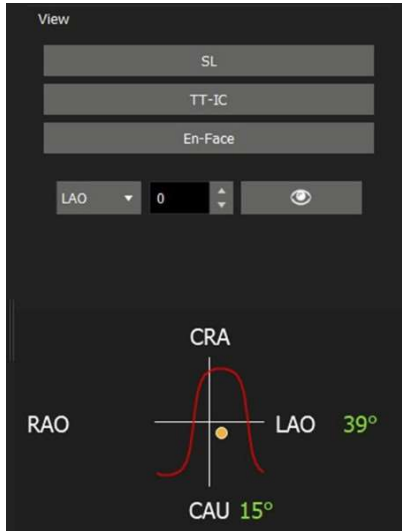 View
SL
TT-IC
En-Face
LAO 0
CRA
RAO LAO 39°
CAU 15°